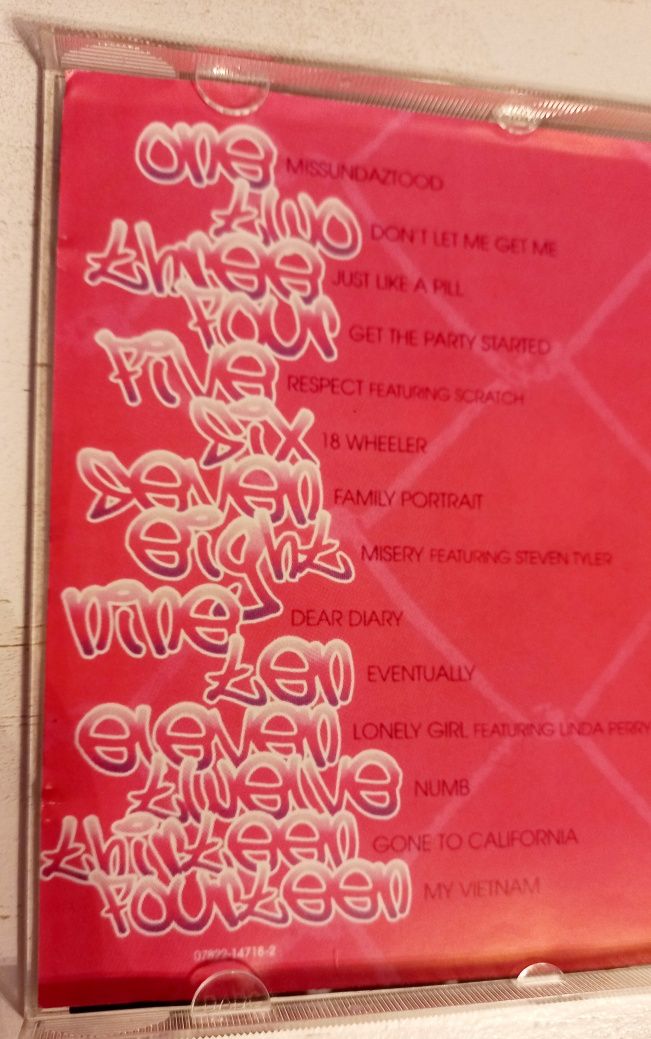 one MISSUNDAZTOOD
two DON'T LET ME GET ME
three JUST LIKE A PILL
four GET THE PARTY STARTED
five RESPECT FEATURING SCRATCH
six 18 WHEELER
seven FAMILY PORTRAIT
eight MISERY FEATURING STEVEN TYLER
nine DEAR DIARY
ten EVENTUALLY
eleven LONELY GIRL FEATURING LINDA PERRY
twelve NUMB
thirteen GONE TO CALIFORNIA
fourteen MY VIETNAM
07822-14718-2